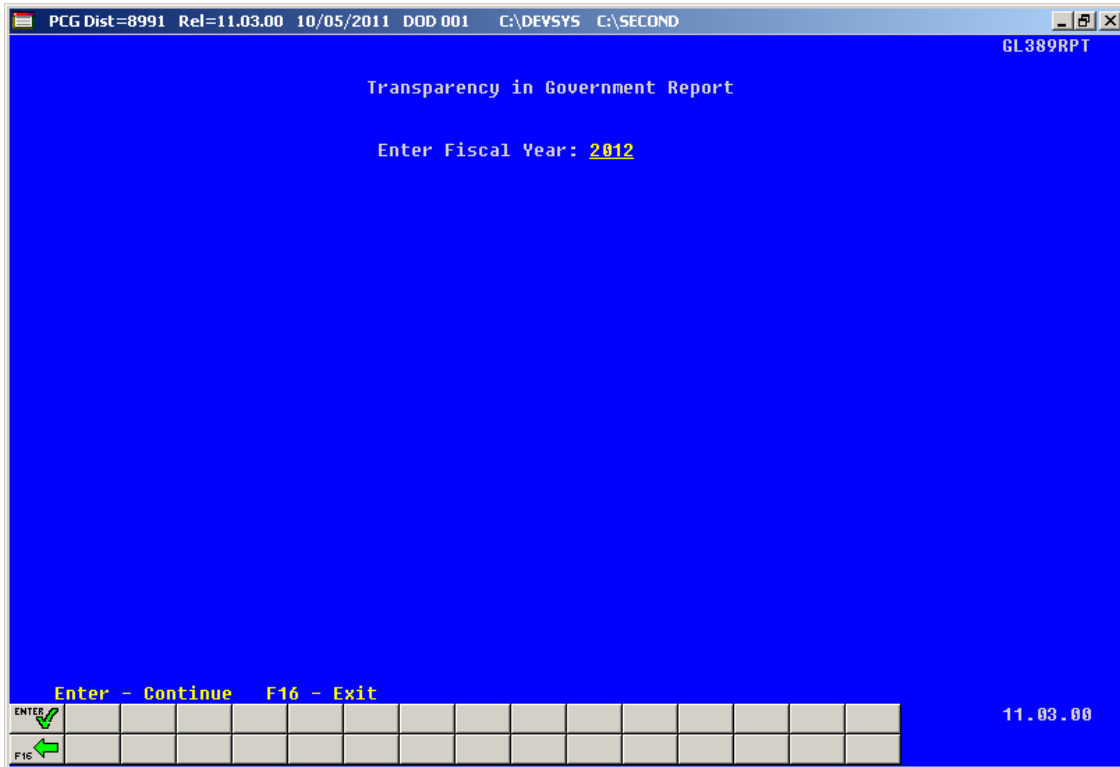 PCG Dist=8991 Rel=11.03.00 10/05/2011 DOD 001 C:\DEVSYS C:\SECOND
GL389RPT
Transparency in Government Report
Enter Fiscal Year: 2012
Enter - Continue F16 - Exit
ENTER
11.03.00
F16